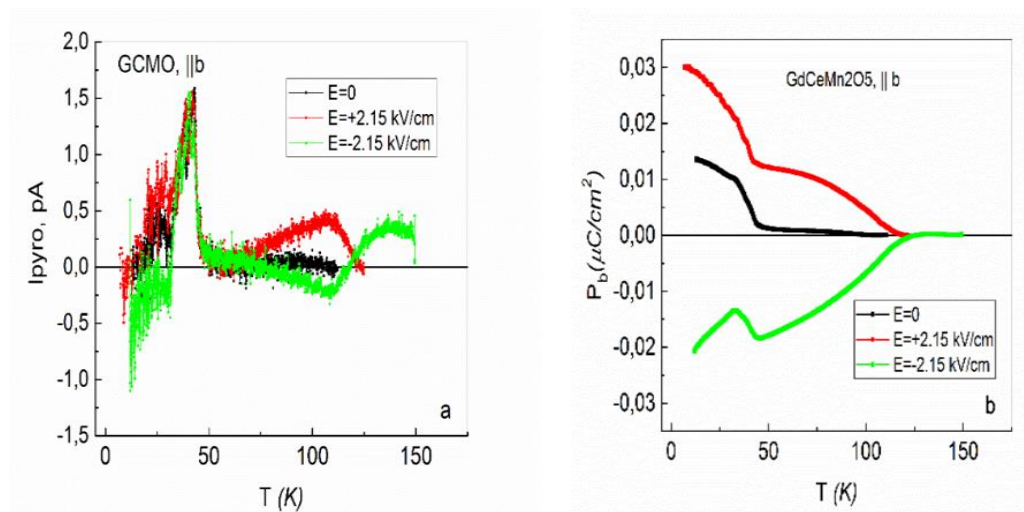 2,0
1,5
1,0
0,5
0,0
-0,5
-1,0
-1,5
Ipyro, pA
GCMO, ||b
E=0
E=+2.15 kV/cm
E=-2.15 kV/cm
a
0
50
100
150
T (K)
0,03
0,02
0,01
0,00
-0,01
-0,02
-0,03
P_b(μC/cm²)
GdCeMn2O5, || b
E=0
E=+2.15 kV/cm
E=-2.15 kV/cm
b
0
50
100
150
T (K)